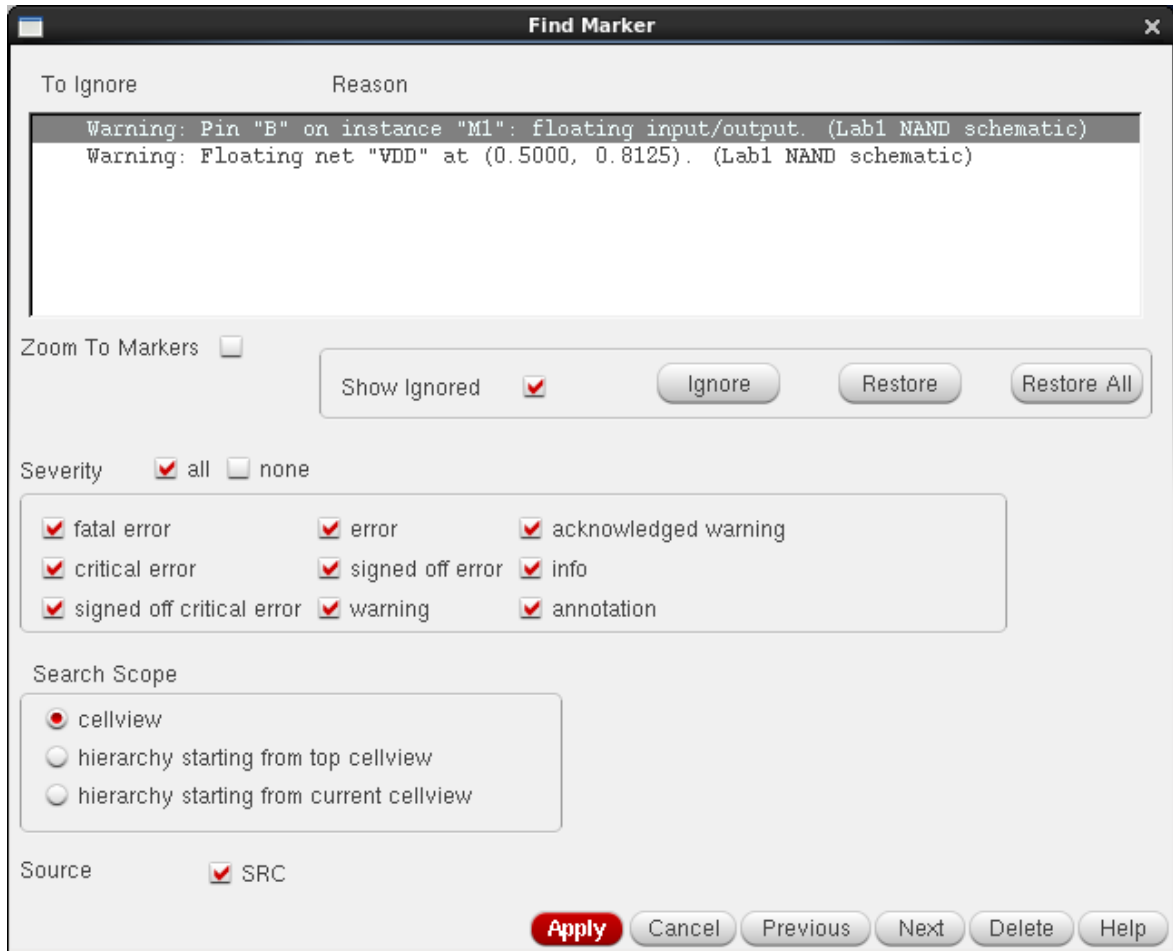 Find Marker
To Ignore Reason
Warning: Pin "B" on instance "M1": floating input/output. (Lab1 NAND schematic)
Warning: Floating net "VDD" at (0.5000, 0.8125). (Lab1 NAND schematic)
Zoom To Markers
Show Ignored Ignore Restore Restore All
Severity all none
fatal error error acknowledged warning
critical error signed off error info
signed off critical error warning annotation
Search Scope
cellview
hierarchy starting from top cellview
hierarchy starting from current cellview
Source SRC
Apply Cancel Previous Next Delete Help